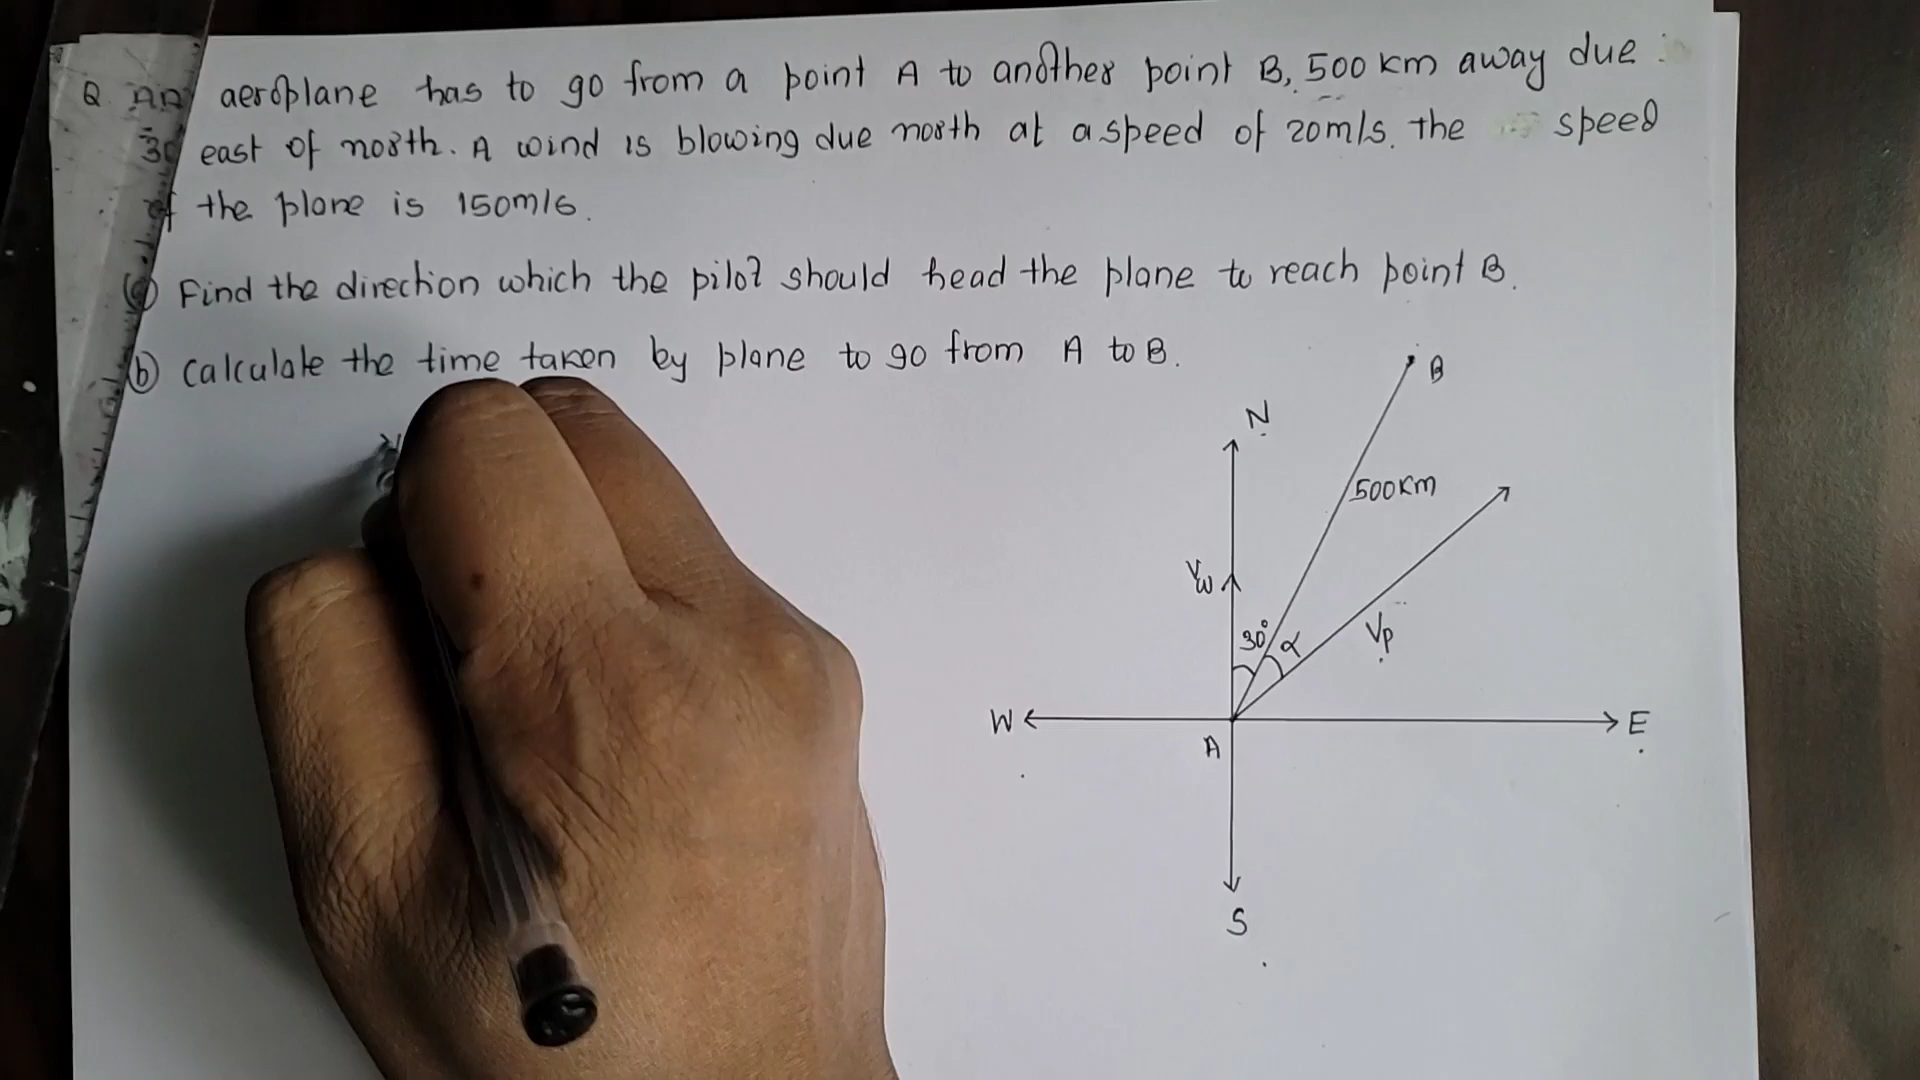 Q. An aeroplane has to go from a point A to another point B, 500 km away due
30 east of north. A wind is blowing due north at a speed of 20m/s. the speed
of the plane is 150m/s.
(a) Find the direction which the pilot should head the plane to reach point B.
(b) calculate the time taken by plane to go from A to B.
B
N
500km
Vw
30° α
Vp
W
E
A
S